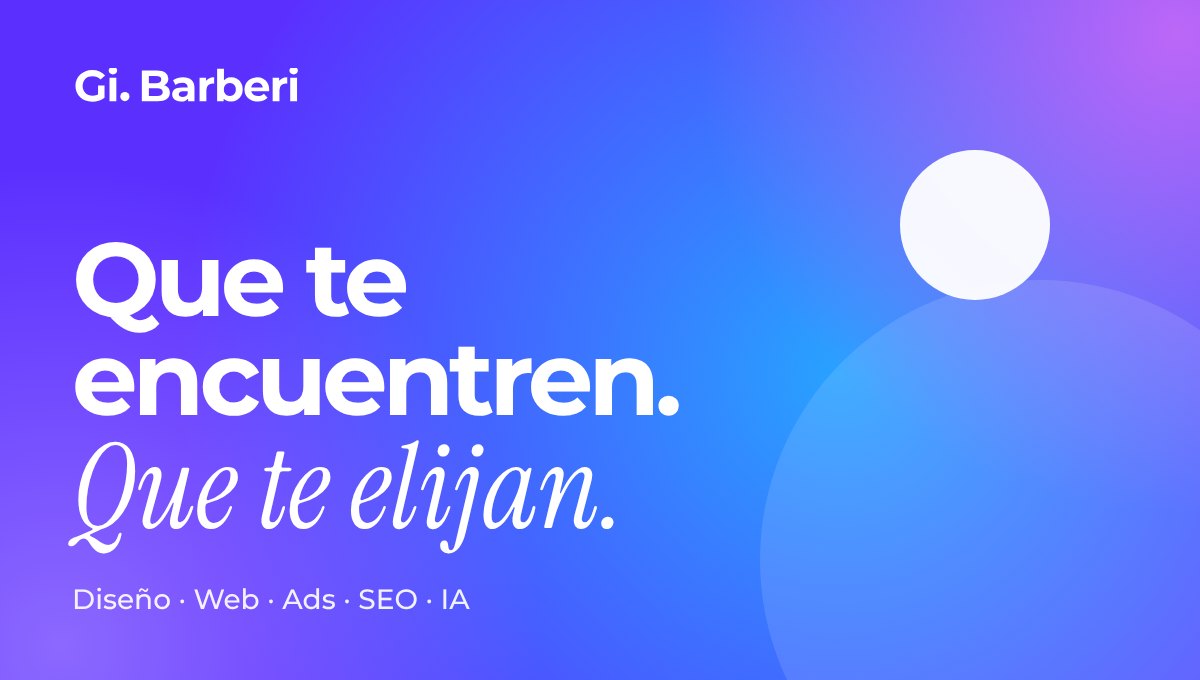 Gi. Barberi
Que te
encuentren.
Que te elijan.
Diseño · Web · Ads · SEO · IA